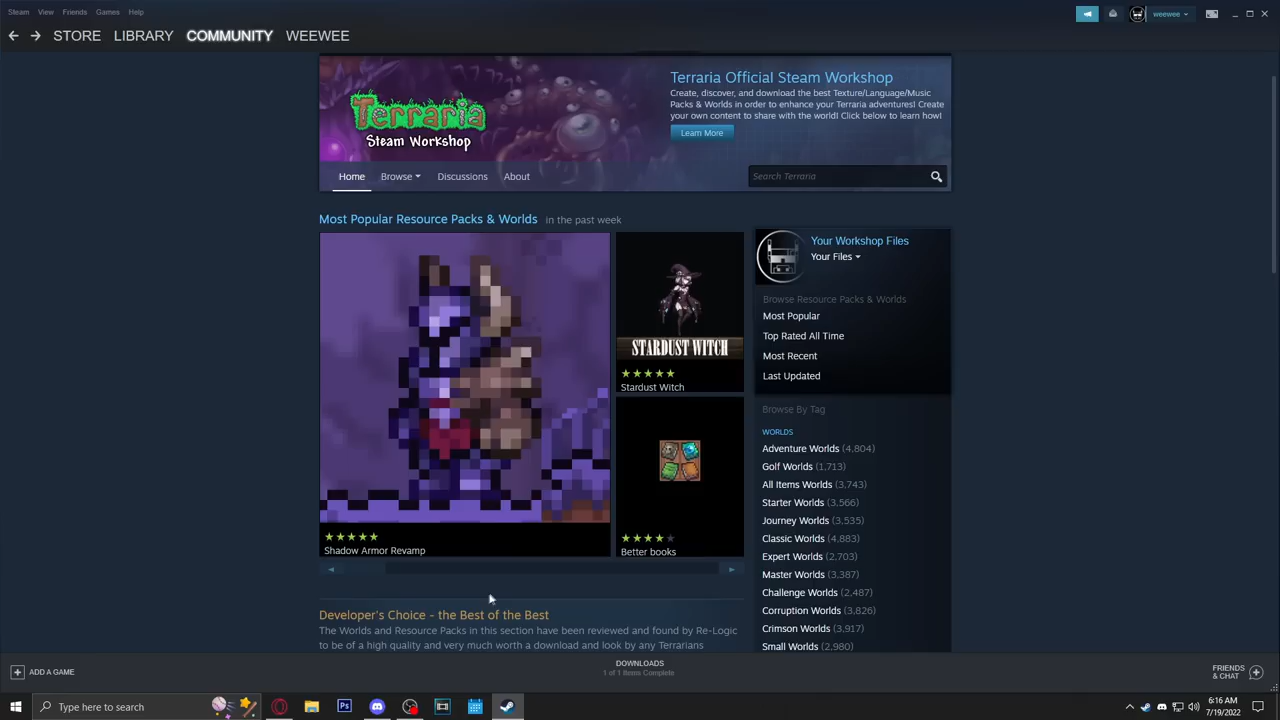 Steam View Friends Games Help
weewee
STORE LIBRARY COMMUNITY WEEWEE
Terraria
Steam Workshop
Terraria Official Steam Workshop
Create, discover, and download the best Texture/Language/Music
Packs & Worlds in order to enhance your Terraria adventures! Create
your own content to share with the world! Click below to learn how!
Learn More
Home Browse Discussions About
Search Terraria
Most Popular Resource Packs & Worlds in the past week
Shadow Armor Revamp
STARDUST WITCH
Stardust Witch
Better books
Your Workshop Files
Your Files
Browse Resource Packs & Worlds
Most Popular
Top Rated All Time
Most Recent
Last Updated
Browse By Tag
WORLDS
Adventure Worlds (4,804)
Golf Worlds (1,713)
All Items Worlds (3,743)
Starter Worlds (3,566)
Journey Worlds (3,535)
Classic Worlds (4,883)
Expert Worlds (2,703)
Master Worlds (3,387)
Challenge Worlds (2,487)
Corruption Worlds (3,826)
Crimson Worlds (3,917)
Small Worlds (2,980)
Developer's Choice - the Best of the Best
The Worlds and Resource Packs in this section have been reviewed and found by Re-Logic
to be of a high quality and very much worth a download and look by any Terrarians
ADD A GAME
DOWNLOADS
1 of 1 Items Complete
FRIENDS
& CHAT
Type here to search
Ps
6:16 AM
7/19/2022